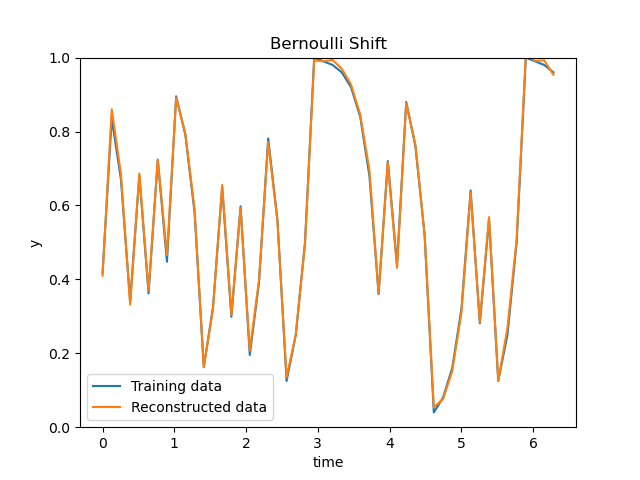 Bernoulli Shift
1.0
0.8
0.6
0.4
0.2
0.0
y
Training data
Reconstructed data
0 1 2 3 4 5 6
time